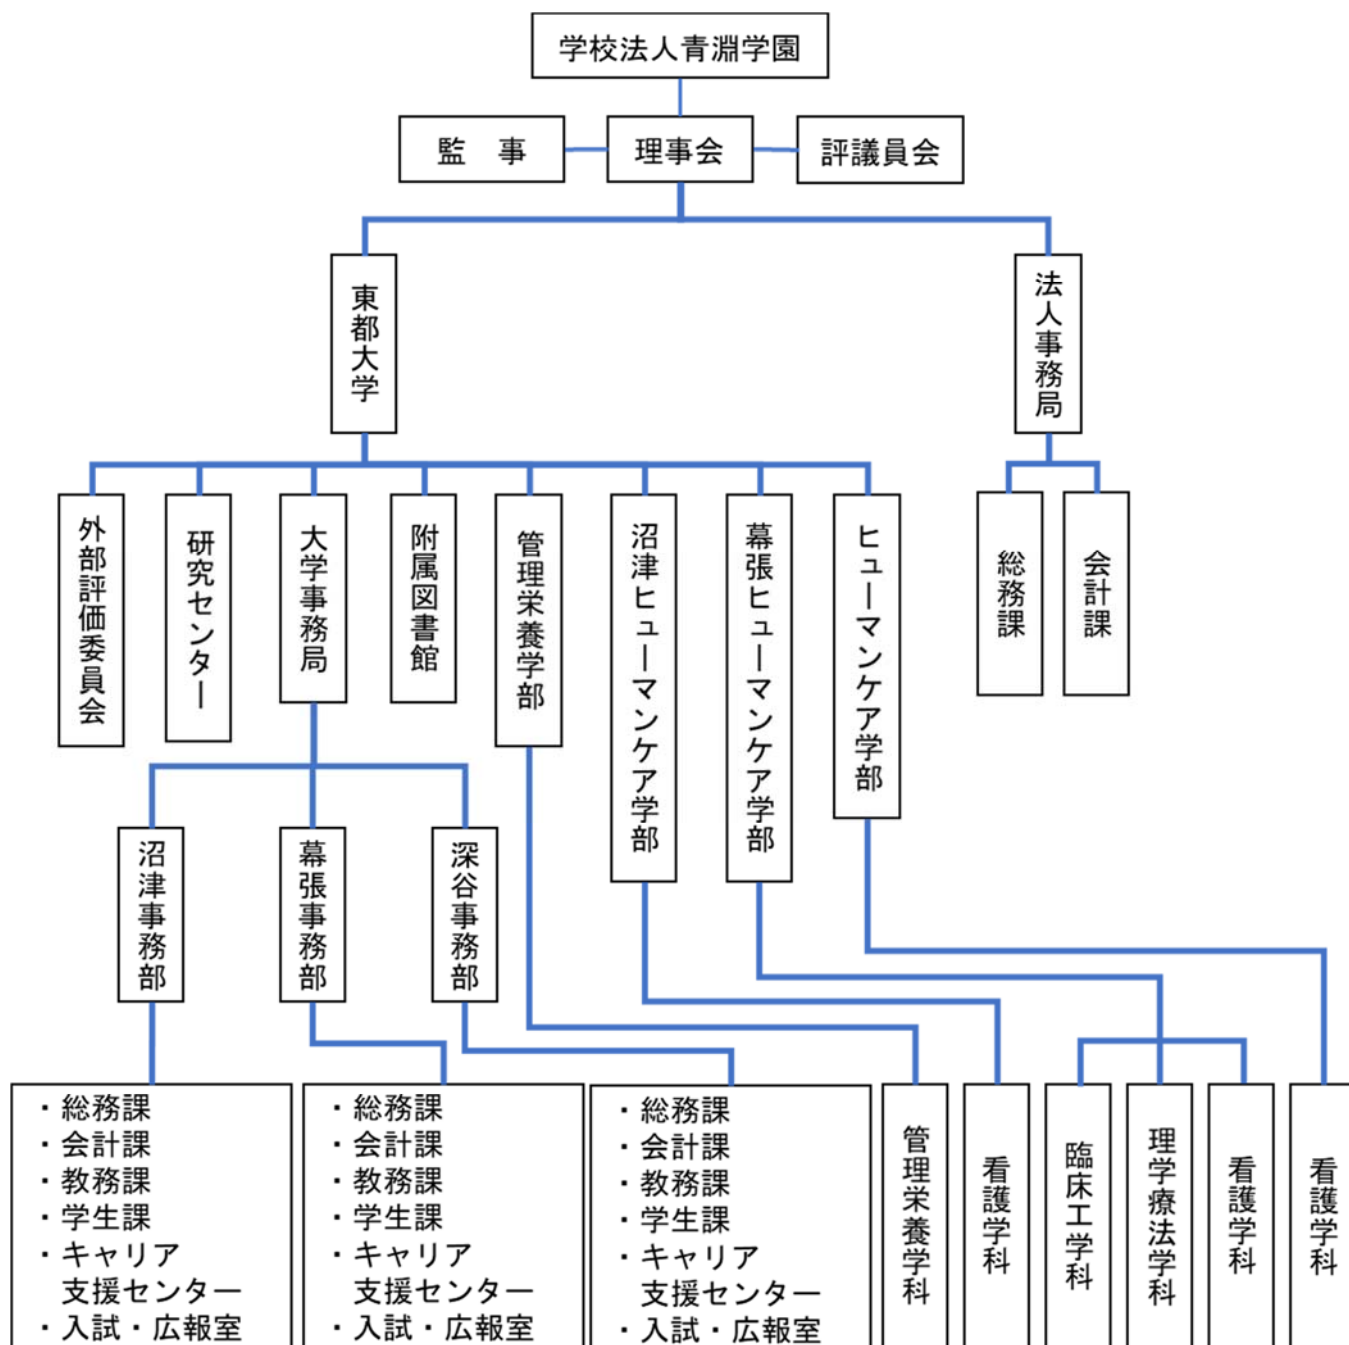 学校法人青淵学園
監　事
理事会
評議員会
東都大学
法人事務局
外部評価委員会
研究センター
大学事務局
附属図書館
管理栄養学部
沼津ヒューマンケア学部
幕張ヒューマンケア学部
ヒューマンケア学部
総務課
会計課
沼津事務部
幕張事務部
深谷事務部
・総務課
・会計課
・教務課
・学生課
・キャリア
支援センター
・入試・広報室
・総務課
・会計課
・教務課
・学生課
・キャリア
支援センター
・入試・広報室
・総務課
・会計課
・教務課
・学生課
・キャリア
支援センター
・入試・広報室
管理栄養学科
看護学科
臨床工学科
理学療法学科
看護学科
看護学科